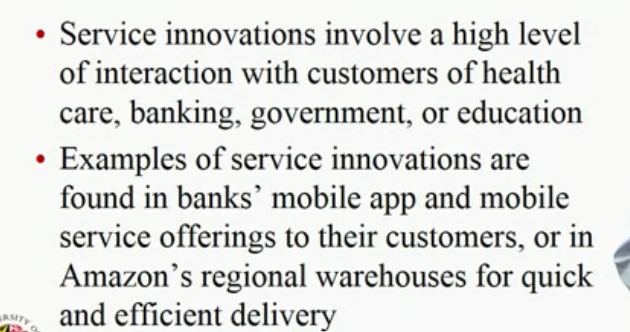 • Service innovations involve a high level
of interaction with customers of health
care, banking, government, or education
• Examples of service innovations are
found in banks’ mobile app and mobile
service offerings to their customers, or in
Amazon’s regional warehouses for quick
and efficient delivery